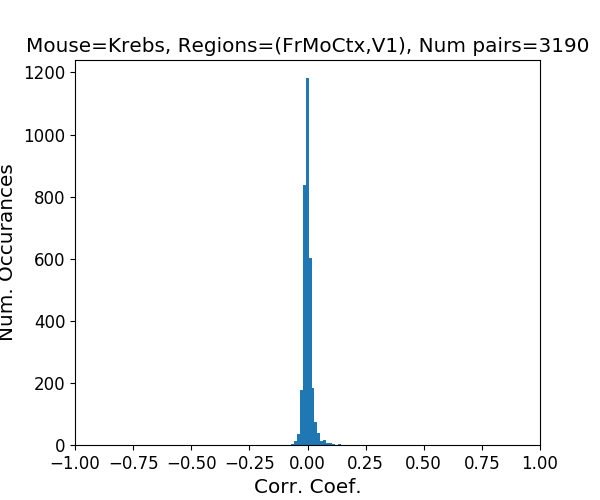 Mouse=Krebs, Regions=(FrMoCtx,V1), Num pairs=3190
1200
1000
800
600
400
200
0
Num. Occurances
−1.00 −0.75 −0.50 −0.25 0.00 0.25 0.50 0.75 1.00
Corr. Coef.